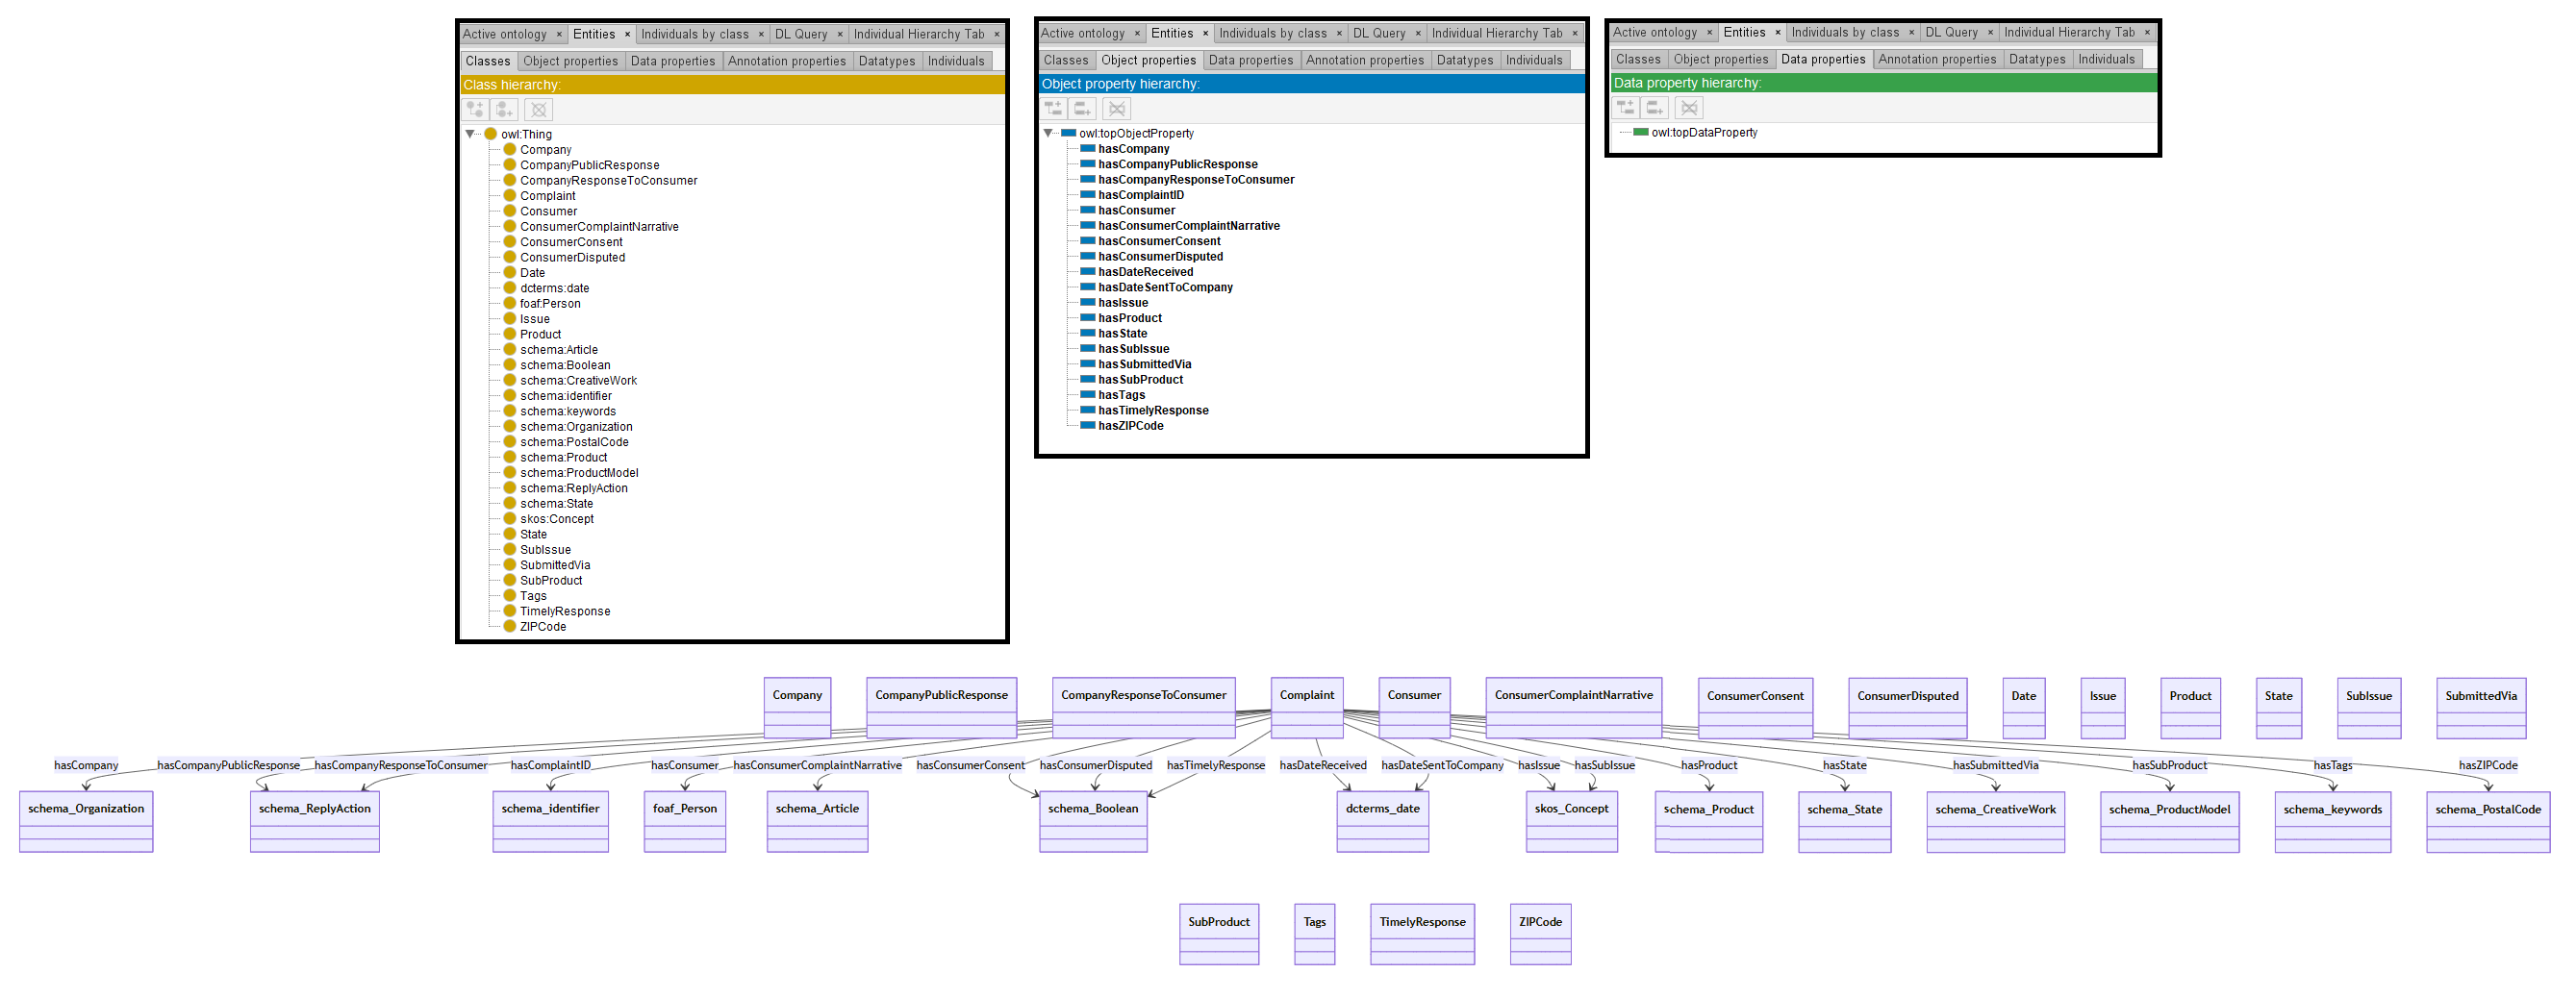 Active ontology × Entities × Individuals by class × DL Query × Individual Hierarchy Tab ×
Classes Object properties Data properties Annotation properties Datatypes Individuals
Class hierarchy:
owl:Thing
Company
CompanyPublicResponse
CompanyResponseToConsumer
Complaint
Consumer
ConsumerComplaintNarrative
ConsumerConsent
ConsumerDisputed
Date
dcterms:date
foaf:Person
Issue
Product
schema:Article
schema:Boolean
schema:CreativeWork
schema:identifier
schema:keywords
schema:Organization
schema:PostalCode
schema:Product
schema:ProductModel
schema:ReplyAction
schema:State
skos:Concept
State
SubIssue
SubmittedVia
SubProduct
Tags
TimelyResponse
ZIPCode
Active ontology × Entities × Individuals by class × DL Query × Individual Hierarchy Tab ×
Classes Object properties Data properties Annotation properties Datatypes Individuals
Object property hierarchy:
owl:topObjectProperty
hasCompany
hasCompanyPublicResponse
hasCompanyResponseToConsumer
hasComplaintID
hasConsumer
hasConsumerComplaintNarrative
hasConsumerConsent
hasConsumerDisputed
hasDateReceived
hasDateSentToCompany
hasIssue
hasProduct
hasState
hasSubIssue
hasSubmittedVia
hasSubProduct
hasTags
hasTimelyResponse
hasZIPCode
Active ontology × Entities × Individuals by class × DL Query × Individual Hierarchy Tab ×
Classes Object properties Data properties Annotation properties Datatypes Individuals
Data property hierarchy:
owl:topDataProperty
Company CompanyPublicResponse CompanyResponseToConsumer Complaint Consumer ConsumerComplaintNarrative ConsumerConsent ConsumerDisputed Date Issue Product State SubIssue SubmittedVia
hasCompany hasCompanyPublicResponse hasCompanyResponseToConsumer hasComplaintID hasConsumer hasConsumerComplaintNarrative hasConsumerConsent hasConsumerDisputed hasTimelyResponse hasDateReceived hasDateSentToCompany hasIssue hasSubIssue hasProduct hasState hasSubmittedVia hasSubProduct hasTags hasZIPCode
schema_Organization schema_ReplyAction schema_identifier foaf_Person schema_Article schema_Boolean dcterms_date skos_Concept schema_Product schema_State schema_CreativeWork schema_ProductModel schema_keywords schema_PostalCode
SubProduct Tags TimelyResponse ZIPCode